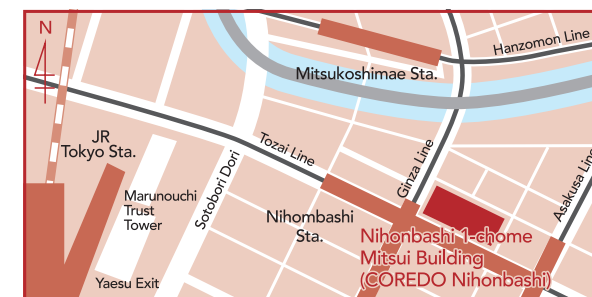 N
Hanzomon Line
Mitsukoshimae Sta.
JR
Tokyo Sta.
Tozai Line
Ginza Line
Asakusa Line
Marunouchi
Trust
Tower
Sotobori Dori
Nihombashi
Sta.
Nihonbashi 1-chome
Mitsui Building
(COREDO Nihonbashi)
Yaesu Exit